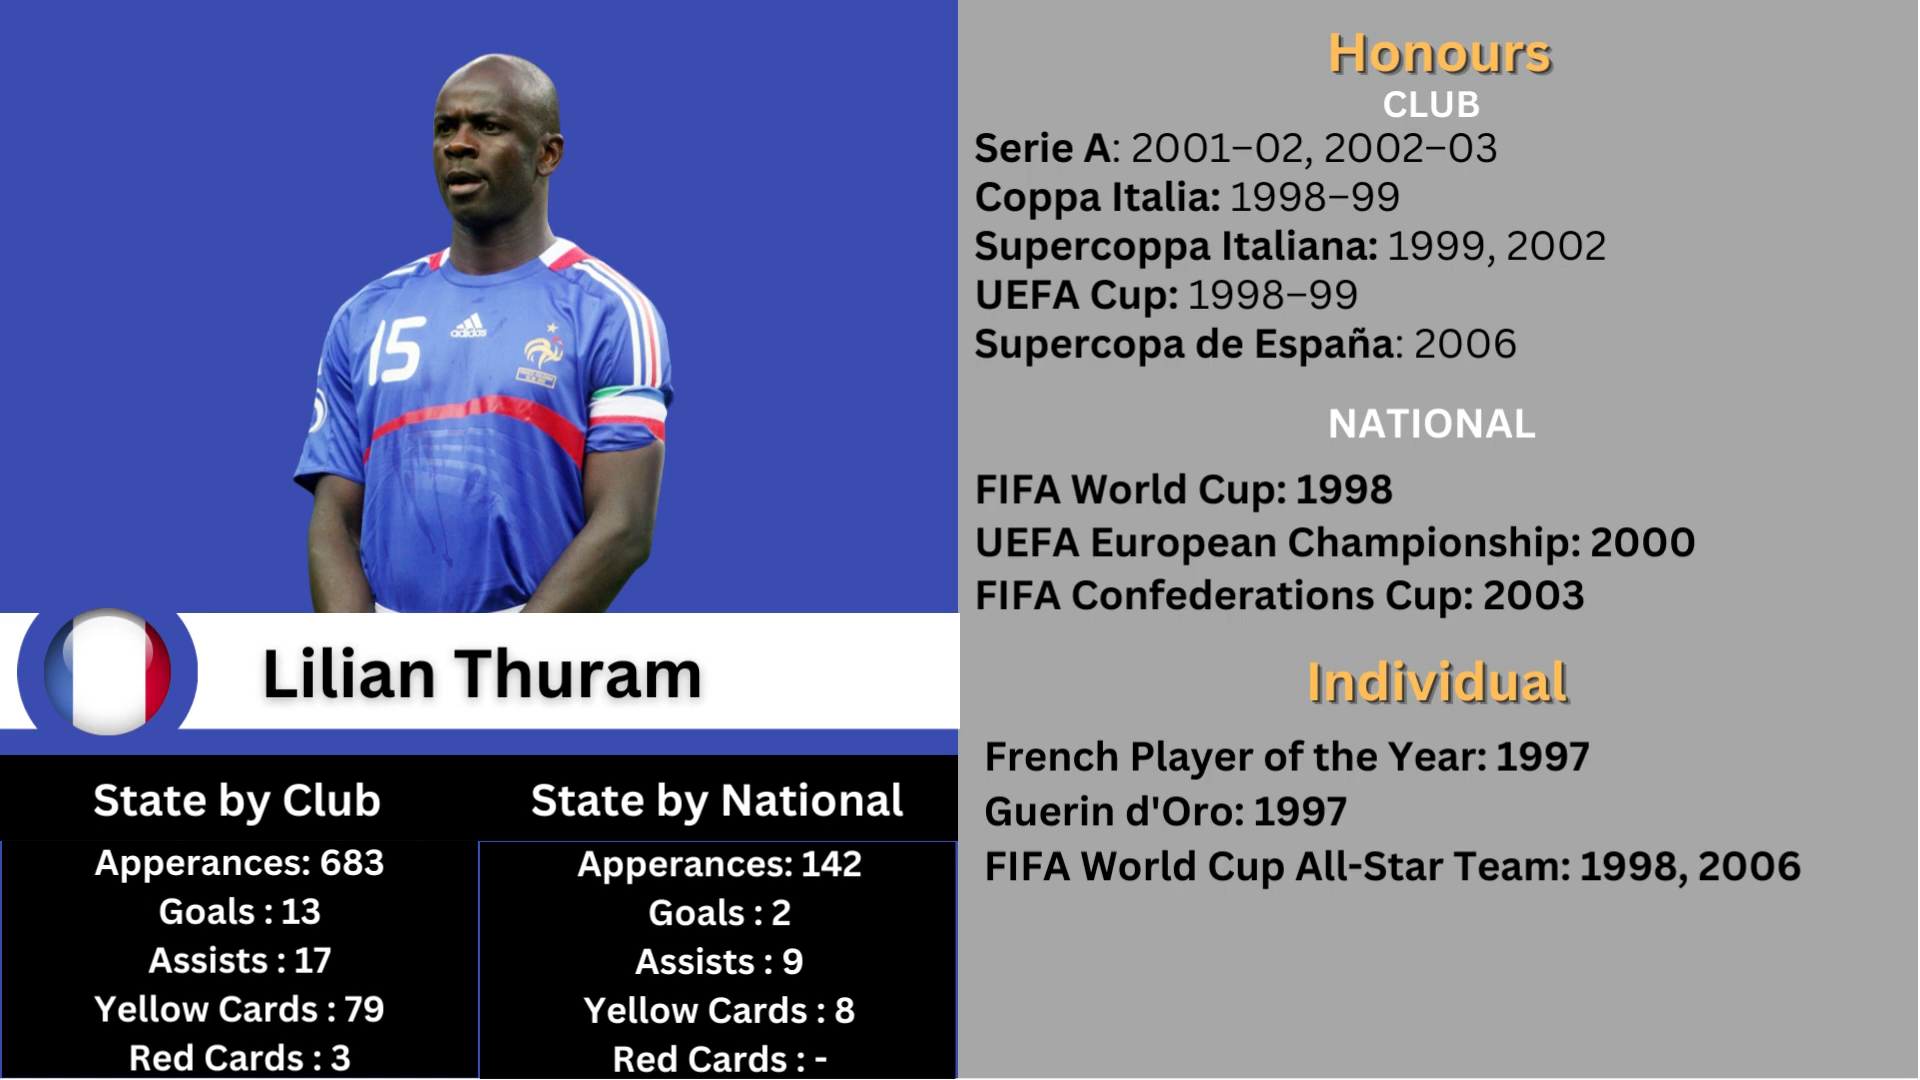 15
adidas
Lilian Thuram
State by Club
Apperances: 683
Goals : 13
Assists : 17
Yellow Cards : 79
Red Cards : 3
State by National
Apperances: 142
Goals : 2
Assists : 9
Yellow Cards : 8
Red Cards : -
Honours
CLUB
Serie A: 2001–02, 2002–03
Coppa Italia: 1998–99
Supercoppa Italiana: 1999, 2002
UEFA Cup: 1998–99
Supercopa de España: 2006
NATIONAL
FIFA World Cup: 1998
UEFA European Championship: 2000
FIFA Confederations Cup: 2003
Individual
French Player of the Year: 1997
Guerin d'Oro: 1997
FIFA World Cup All-Star Team: 1998, 2006